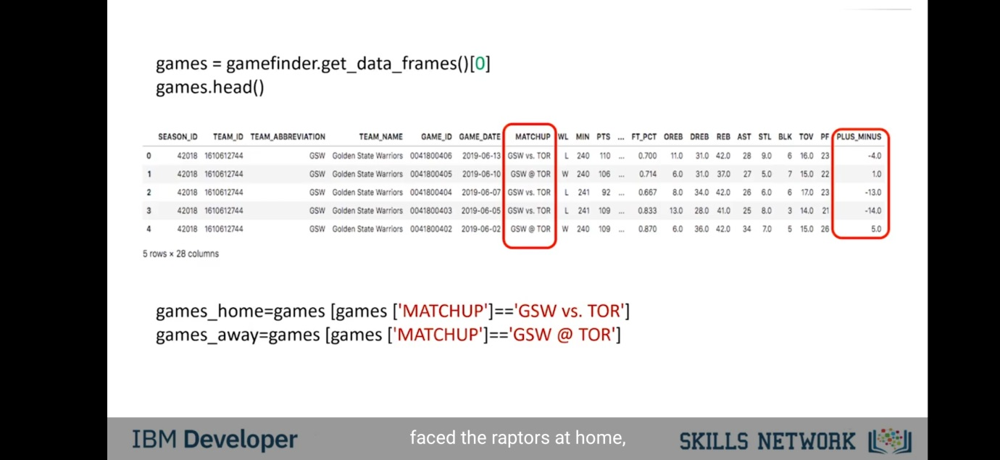 games = gamefinder.get_data_frames()[0]
games.head()
SEASON_ID TEAM_ID TEAM_ABBREVIATION TEAM_NAME GAME_ID GAME_DATE MATCHUP WL MIN PTS ... FT_PCT OREB DREB REB AST STL BLK TOV PF PLUS_MINUS
0 42018 1610612744 GSW Golden State Warriors 0041800406 2019-06-13 GSW vs. TOR L 240 110 ... 0.700 11.0 31.0 42.0 28 9.0 6 16.0 23 -4.0
1 42018 1610612744 GSW Golden State Warriors 0041800405 2019-06-10 GSW @ TOR W 240 106 ... 0.714 6.0 31.0 37.0 27 5.0 7 15.0 22 1.0
2 42018 1610612744 GSW Golden State Warriors 0041800404 2019-06-07 GSW vs. TOR L 241 92 ... 0.667 8.0 34.0 42.0 26 6.0 6 17.0 23 -13.0
3 42018 1610612744 GSW Golden State Warriors 0041800403 2019-06-05 GSW vs. TOR L 241 109 ... 0.833 13.0 28.0 41.0 25 8.0 3 14.0 21 -14.0
4 42018 1610612744 GSW Golden State Warriors 0041800402 2019-06-02 GSW @ TOR W 240 109 ... 0.870 6.0 36.0 42.0 34 7.0 5 15.0 26 5.0
5 rows × 28 columns
games_home=games [games ['MATCHUP']=='GSW vs. TOR']
games_away=games [games ['MATCHUP']=='GSW @ TOR']
IBM Developer faced the raptors at home, SKILLS NETWORK